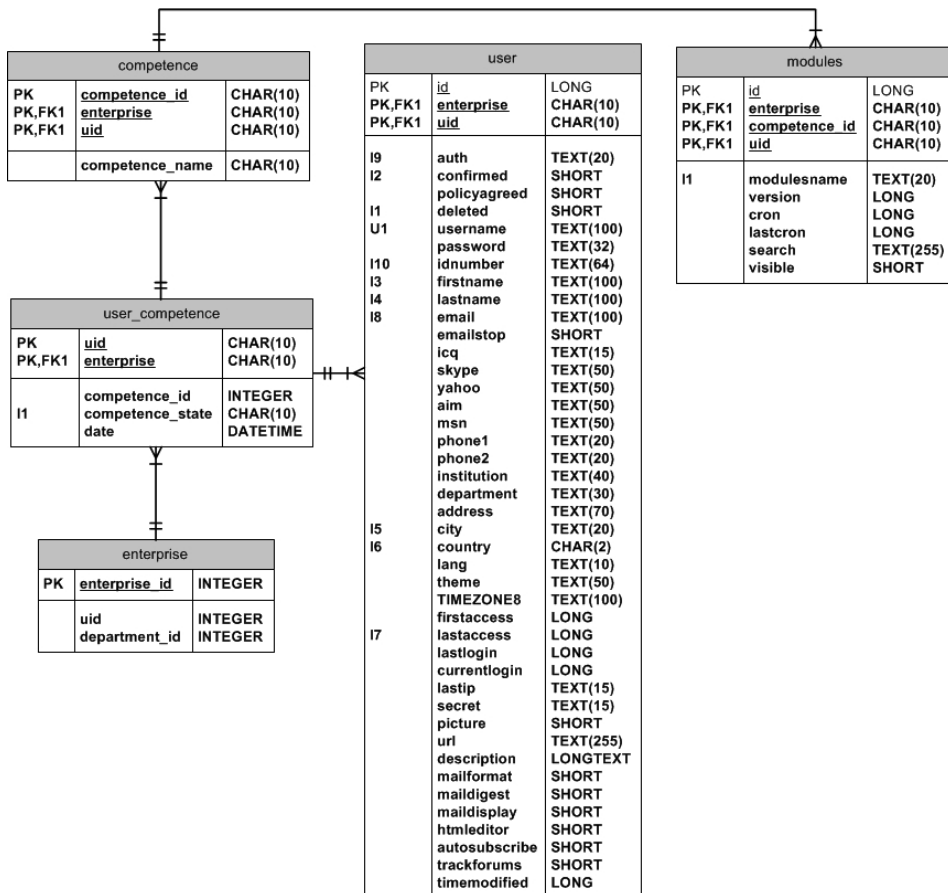 competence
PK competence_id CHAR(10)
PK,FK1 enterprise CHAR(10)
PK,FK1 uid CHAR(10)
competence_name CHAR(10)
user_competence
PK uid CHAR(10)
PK,FK1 enterprise CHAR(10)
competence_id INTEGER
I1 competence_state CHAR(10)
date DATETIME
enterprise
PK enterprise_id INTEGER
uid INTEGER
department_id INTEGER
user
PK id LONG
PK,FK1 enterprise CHAR(10)
PK,FK1 uid CHAR(10)
I9 auth TEXT(20)
I2 confirmed SHORT
policyagreed SHORT
I1 deleted SHORT
U1 username TEXT(100)
password TEXT(32)
I10 idnumber TEXT(64)
I3 firstname TEXT(100)
I4 lastname TEXT(100)
I8 email TEXT(100)
emailstop SHORT
icq TEXT(15)
skype TEXT(50)
yahoo TEXT(50)
aim TEXT(50)
msn TEXT(50)
phone1 TEXT(20)
phone2 TEXT(20)
institution TEXT(40)
department TEXT(30)
address TEXT(70)
I5 city TEXT(20)
I6 country CHAR(2)
lang TEXT(10)
theme TEXT(50)
TIMEZONE8 TEXT(100)
firstaccess LONG
I7 lastaccess LONG
lastlogin LONG
currentlogin LONG
lastip TEXT(15)
secret TEXT(15)
picture SHORT
url TEXT(255)
description LONGTEXT
mailformat SHORT
maildigest SHORT
maildisplay SHORT
htmleditor SHORT
autosubscribe SHORT
trackforums SHORT
timemodified LONG
modules
PK id LONG
PK,FK1 enterprise CHAR(10)
PK,FK1 competence_id CHAR(10)
PK,FK1 uid CHAR(10)
I1 modulesname TEXT(20)
version LONG
cron LONG
lastcron LONG
search TEXT(255)
visible SHORT